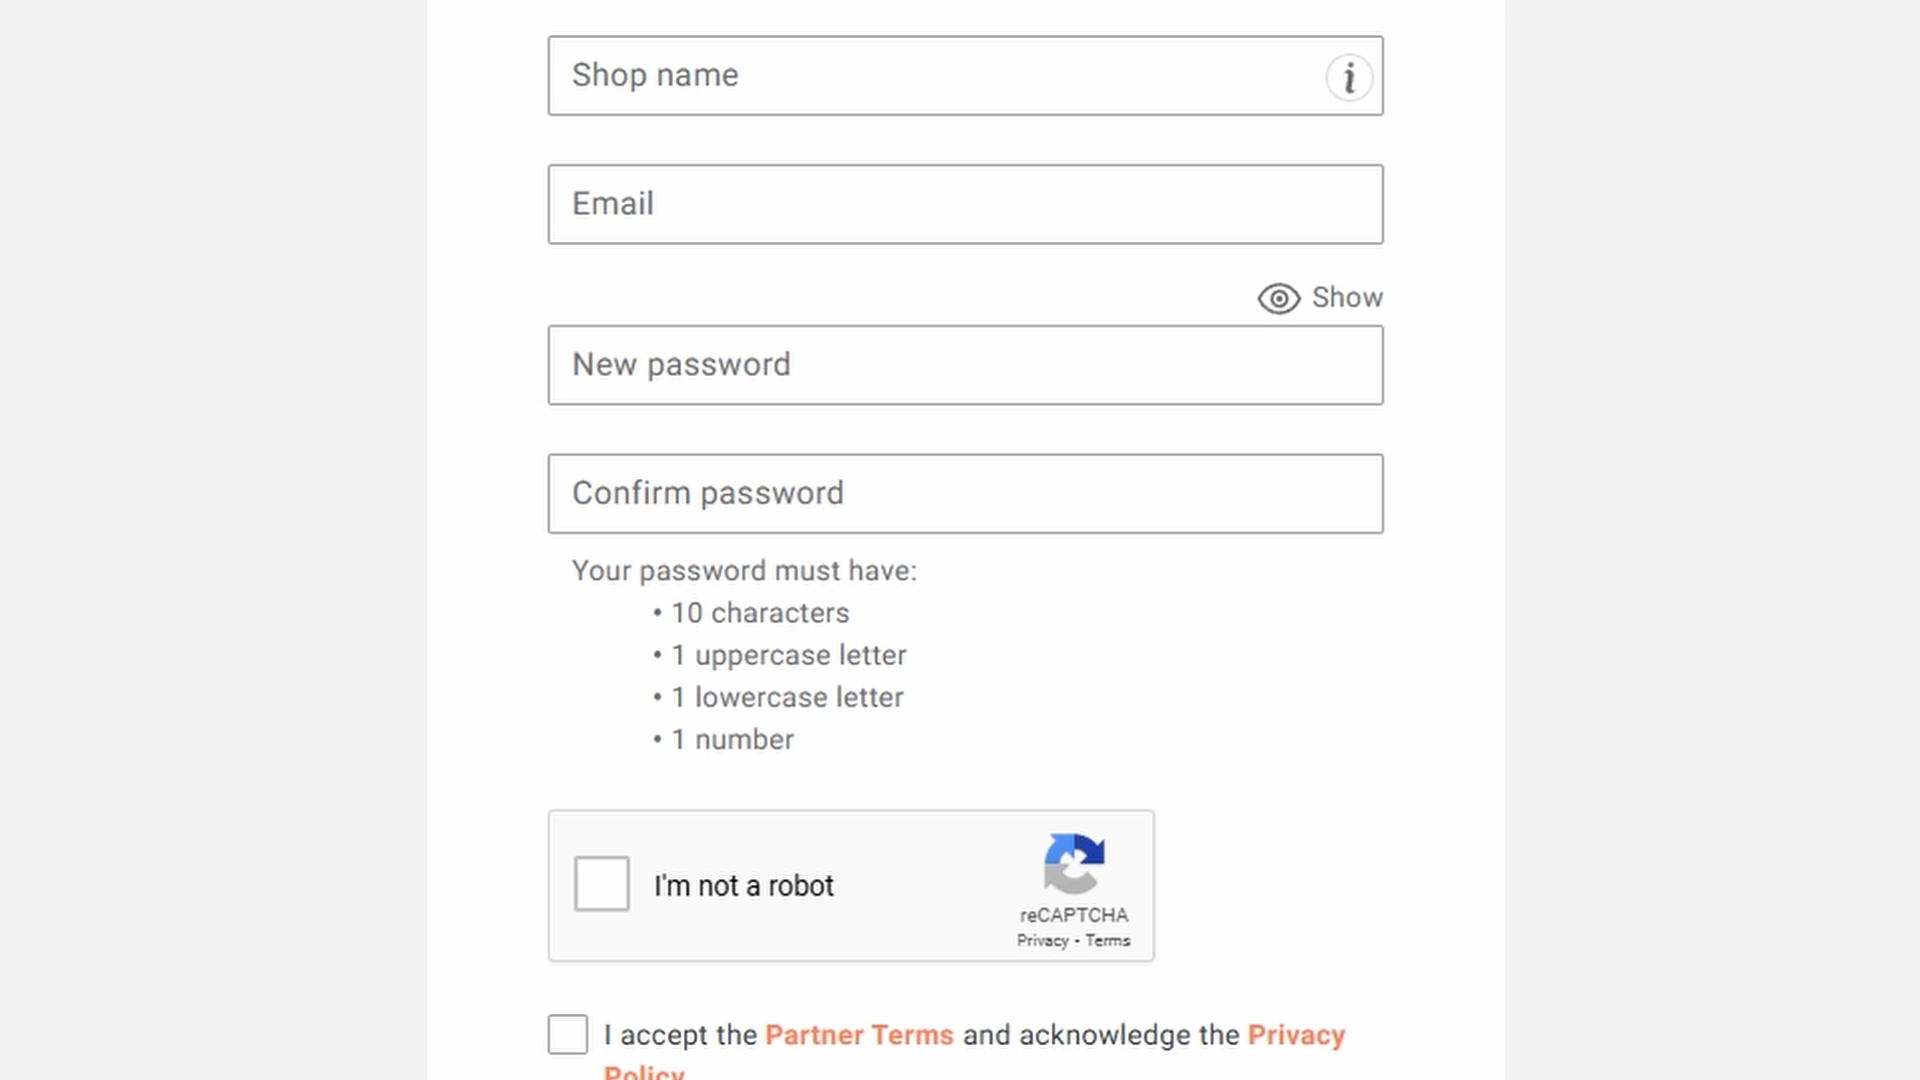 Shop name
i
Email
Show
New password
Confirm password
Your password must have:
• 10 characters
• 1 uppercase letter
• 1 lowercase letter
• 1 number
I'm not a robot
reCAPTCHA
Privacy - Terms
I accept the Partner Terms and acknowledge the Privacy
Policy